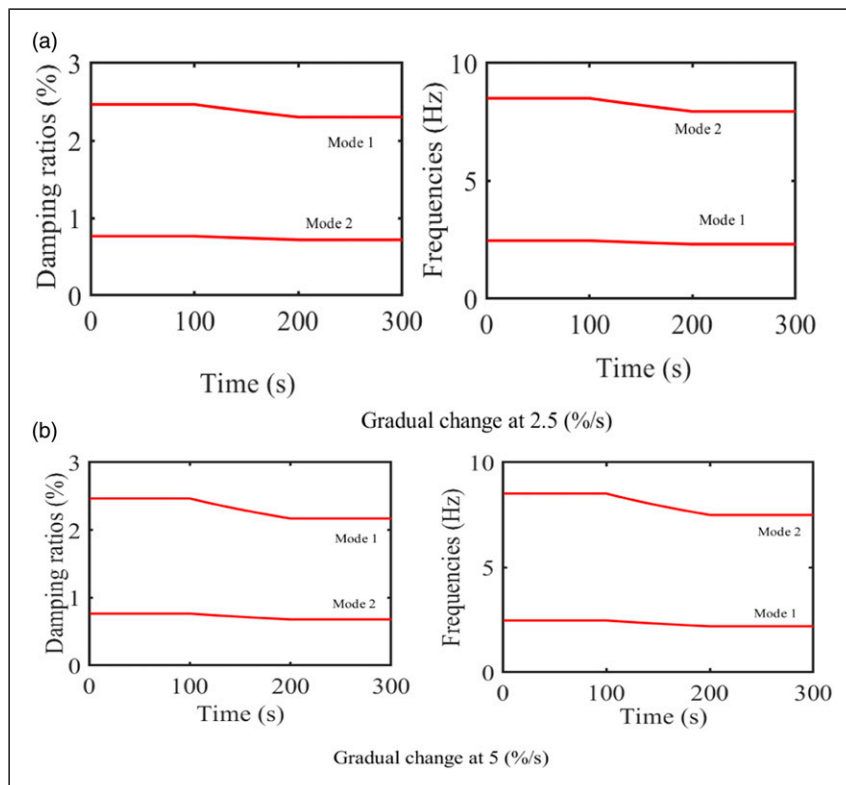 (a)
Damping ratios (%)
3
2
1
0
Mode 1
Mode 2
0 100 200 300
Time (s)
Frequencies (Hz)
10
5
0
Mode 2
Mode 1
0 100 200 300
Time (s)
Gradual change at 2.5 (%/s)
(b)
Damping ratios (%)
3
2
1
0
Mode 1
Mode 2
0 100 200 300
Time (s)
Frequencies (Hz)
10
5
0
Mode 2
Mode 1
0 100 200 300
Time (s)
Gradual change at 5 (%/s)